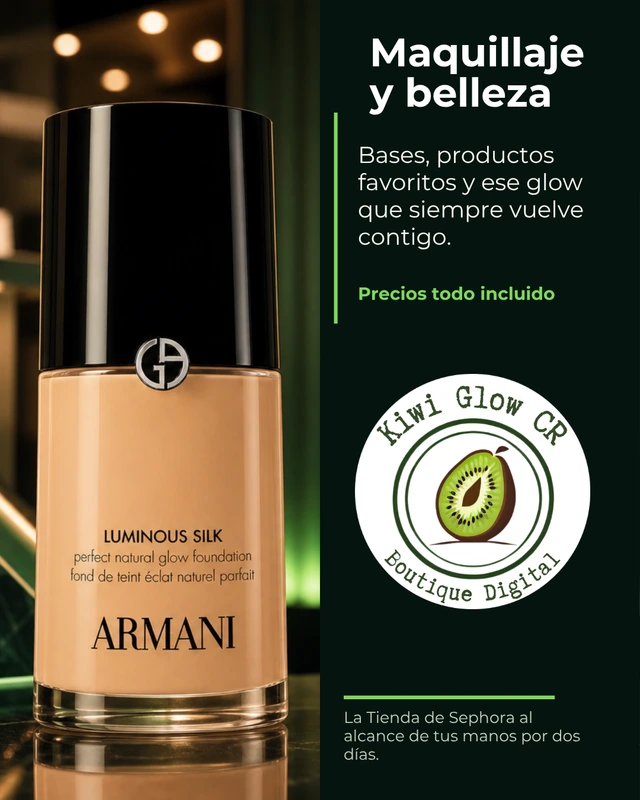 Maquillaje
y belleza
Bases, productos
favoritos y ese glow
que siempre vuelve
contigo.
Precios todo incluido
Kiwi Glow CR
Boutique Digital
La Tienda de Sephora al
alcance de tus manos por dos
días.
GA
LUMINOUS SILK
perfect natural glow foundation
fond de teint éclat naturel parfait
ARMANI